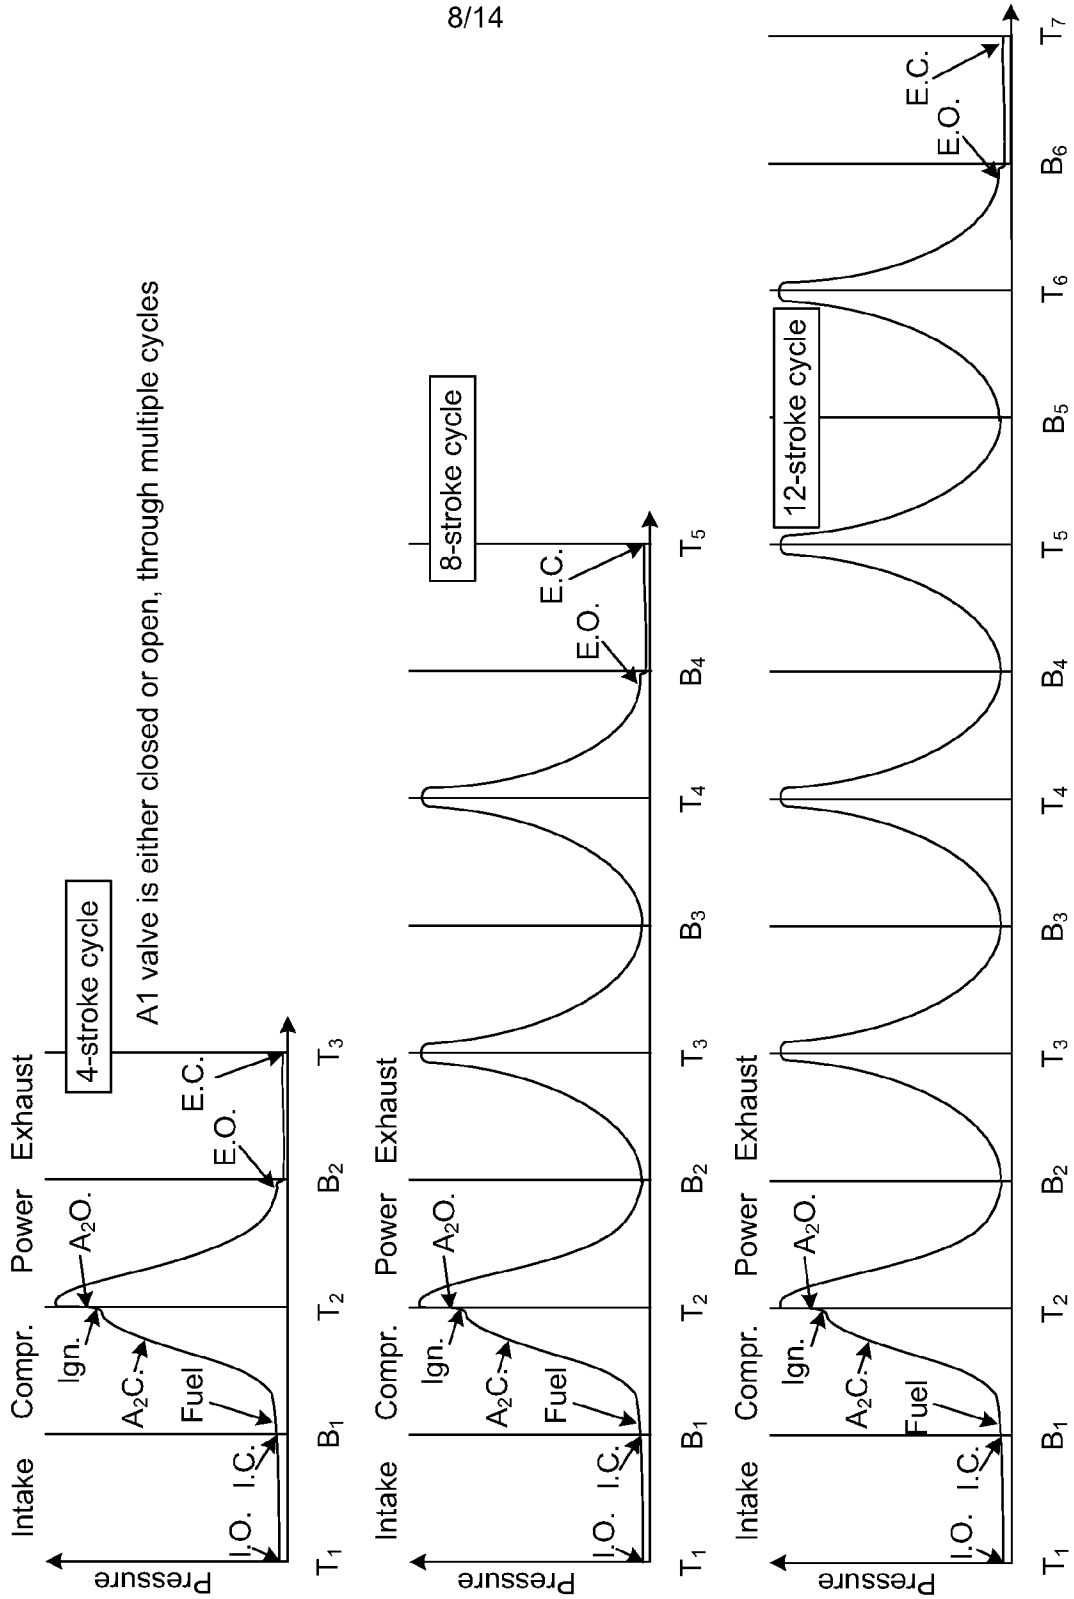 8/14
Intake
Compr.
Power
Exhaust
4-stroke cycle
A1 valve is either closed or open, through multiple cycles
Pressure
I.O.
I.C.
Fuel
A₂C.
Ign.
A₂O.
E.O.
E.C.
T₁
B₁
T₂
B₂
T₃
Intake
Compr.
Power
Exhaust
8-stroke cycle
Pressure
I.O.
I.C.
Fuel
A₂C.
Ign.
A₂O.
E.O.
E.C.
T₁
B₁
T₂
B₂
T₃
B₃
T₄
B₄
T₅
Intake
Compr.
Power
Exhaust
12-stroke cycle
Pressure
I.O.
I.C.
Fuel
A₂C.
Ign.
A₂O.
E.O.
E.C.
T₁
B₁
T₂
B₂
T₃
B₃
T₄
B₄
T₅
B₅
T₆
B₆
T₇